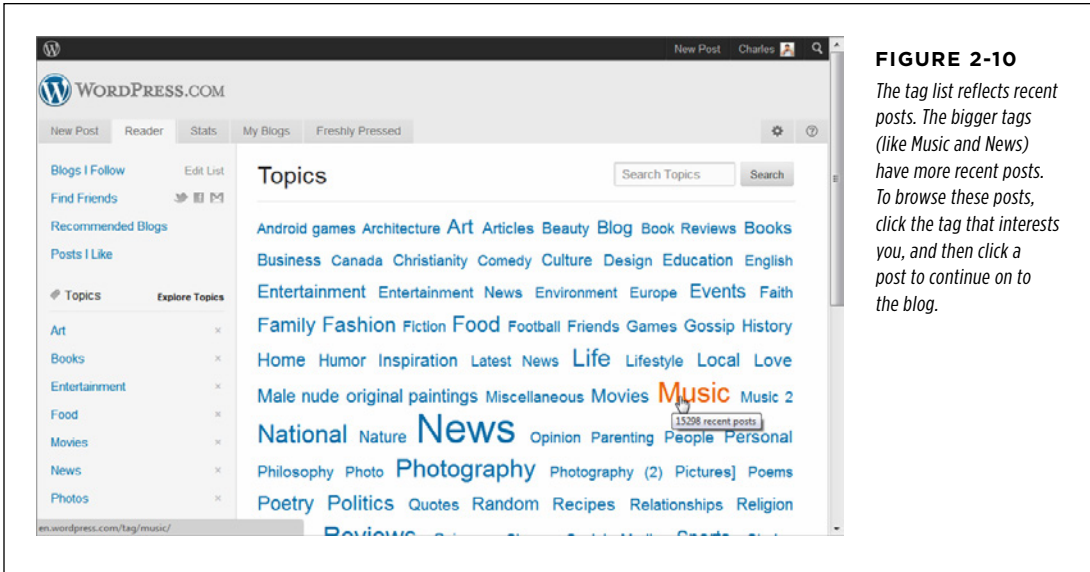 New Post Charles
WORDPRESS.COM
New Post Reader Stats My Blogs Freshly Pressed
Blogs I Follow Edit List
Find Friends
Recommended Blogs
Posts I Like
Topics Explore Topics
Art
Books
Entertainment
Food
Movies
News
Photos
en.wordpress.com/tag/music/
Topics
Search Topics Search
Android games Architecture Art Articles Beauty Blog Book Reviews Books
Business Canada Christianity Comedy Culture Design Education English
Entertainment Entertainment News Environment Europe Events Faith
Family Fashion Fiction Food Football Friends Games Gossip History
Home Humor Inspiration Latest News Life Lifestyle Local Love
Male nude original paintings Miscellaneous Movies Music Music 2
15298 recent posts
National Nature News Opinion Parenting People Personal
Philosophy Photo Photography Photography (2) Pictures] Poems
Poetry Politics Quotes Random Recipes Relationships Religion
Reviews
FIGURE 2-10
The tag list reflects recent
posts. The bigger tags
(like Music and News)
have more recent posts.
To browse these posts,
click the tag that interests
you, and then click a
post to continue on to
the blog.